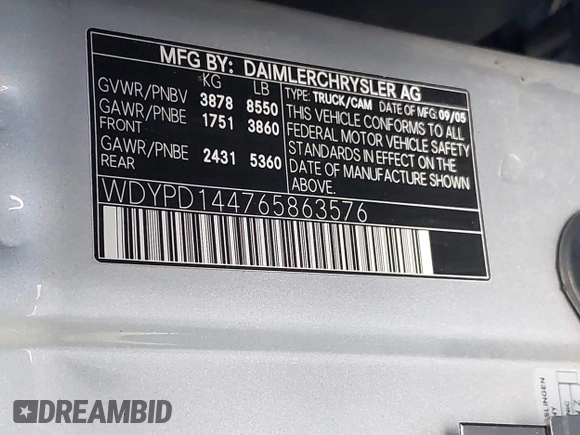 MFG BY: DAIMLERCHRYSLER AG
KG LB
GVWR/PNBV 3878 8550
GAWR/PNBE FRONT 1751 3860
GAWR/PNBE REAR 2431 5360
TYPE: TRUCK/CAM DATE OF MFG: 09/05
THIS VEHICLE CONFORMS TO ALL
FEDERAL MOTOR VEHICLE SAFETY
STANDARDS IN EFFECT ON THE
DATE OF MANUFACTURE SHOWN
ABOVE.
WDYPD144765863576
SLINGEN
DREAMBID